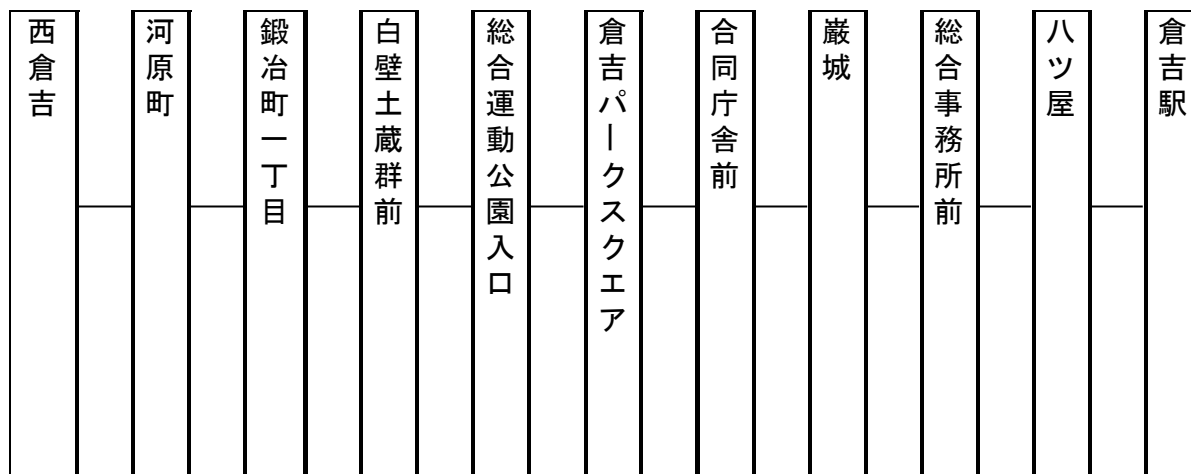 西倉吉
河原町
鍛冶町一丁目
白壁土蔵群前
総合運動公園入口
倉吉パークスクエア
合同庁舎前
巌城
総合事務所前
八ツ屋
倉吉駅